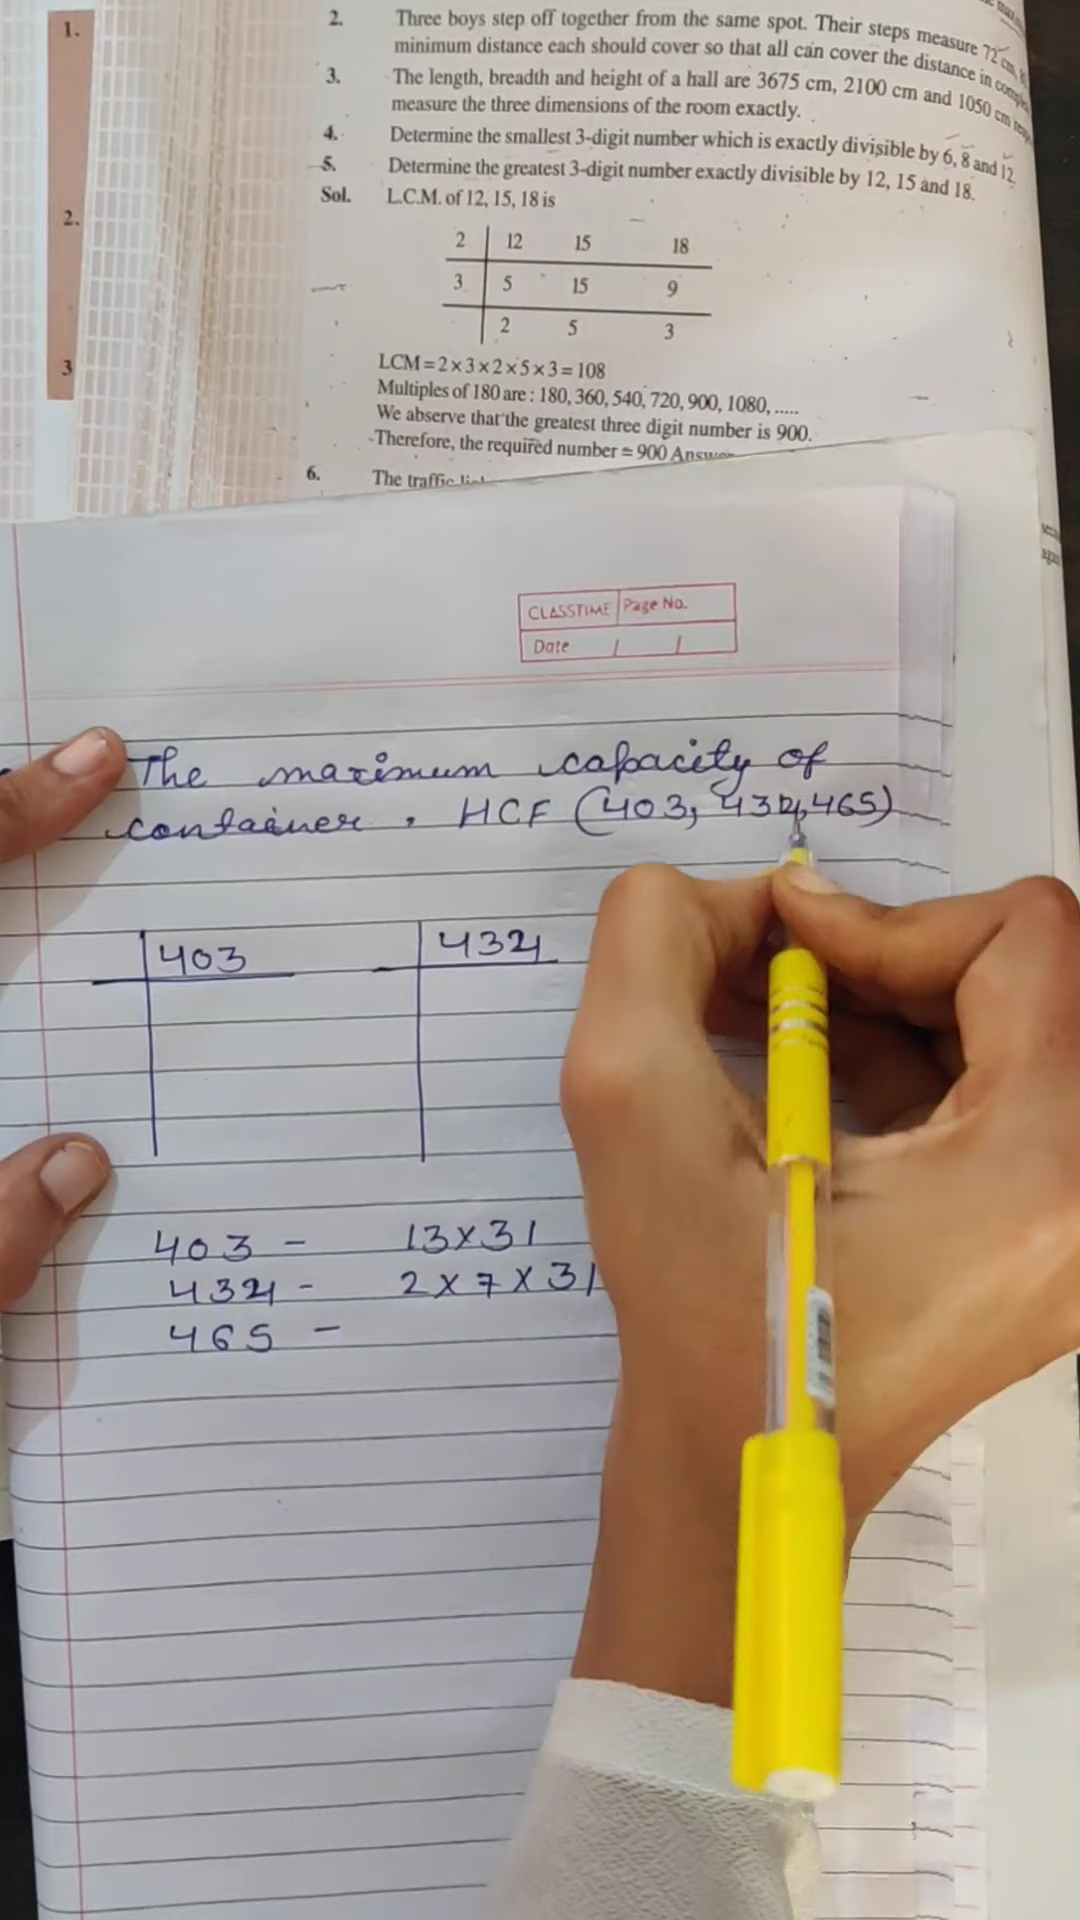 1.
2. Three boys step off together from the same spot. Their steps measure 72 cm,
minimum distance each should cover so that all can cover the distance in
3. The length, breadth and height of a hall are 3675 cm, 2100 cm and 1050 cm
measure the three dimensions of the room exactly.
4. Determine the smallest 3-digit number which is exactly divisible by 6, 8 and 12.
5. Determine the greatest 3-digit number exactly divisible by 12, 15 and 18.
Sol. L.C.M. of 12, 15, 18 is
2.
2 12 15 18
3 5 15 9
2 5 3
3
LCM = 2 × 3 × 2 × 5 × 3 = 108
Multiples of 180 are : 180, 360, 540, 720, 900, 1080, .....
We abserve that the greatest three digit number is 900.
Therefore, the required number = 900
6. The traffic
CLASSTIME Page No.
Date / /
The maximum capacity of
container, HCF (403, 434, 465)
403 434
403 - 13×31
434 - 2×7×31
465 -